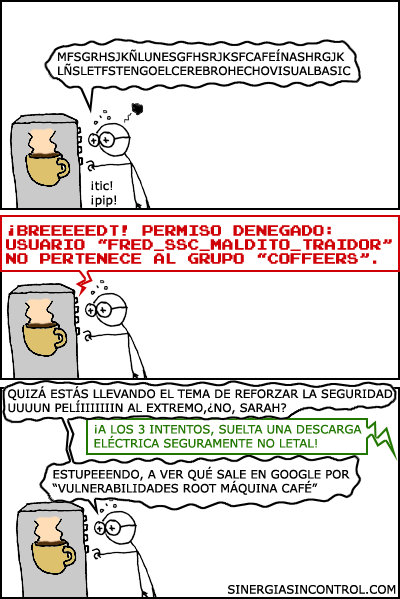 MFSGRHSJKÑLUNESGFHSRJKSFCAFEÍNASHRGJK
LÑSLETFSTENGOELCEREBROHECHOVISUALBASIC
¡tic!
¡pip!
¡BREEEEEDT! PERMISO DENEGADO:
USUARIO "FRED_SSC_MALDITO_TRAIDOR"
NO PERTENECE AL GRUPO "COFFEERS".
QUIZÁ ESTÁS LLEVANDO EL TEMA DE REFORZAR LA SEGURIDAD
UUUUN PELÍIIIIIIIN AL EXTREMO,¿NO, SARAH?
¡A LOS 3 INTENTOS, SUELTA UNA DESCARGA
ELÉCTRICA SEGURAMENTE NO LETAL!
ESTUPEEENDO, A VER QUÉ SALE EN GOOGLE POR
"VULNERABILIDADES ROOT MÁQUINA CAFÉ"
SINERGIASINCONTROL.COM